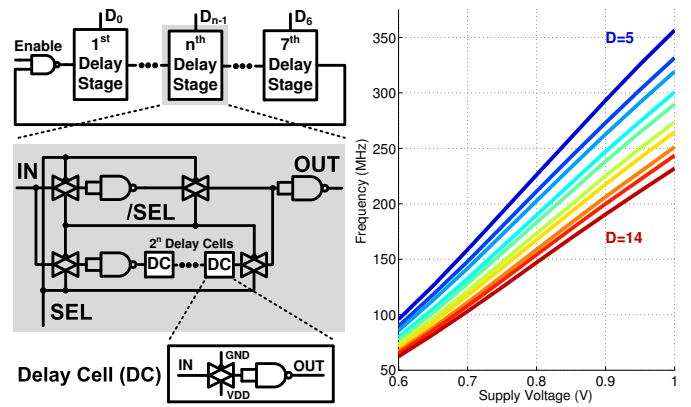 D0
Dn-1
D6
Enable
1st Delay Stage
nth Delay Stage
7th Delay Stage
IN
OUT
/SEL
2n Delay Cells
DC
DC
SEL
Delay Cell (DC)
IN
GND
VDD
OUT
Frequency (MHz)
350
300
250
200
150
100
50
D=5
D=14
0.6
0.7
0.8
0.9
1
Supply Voltage (V)